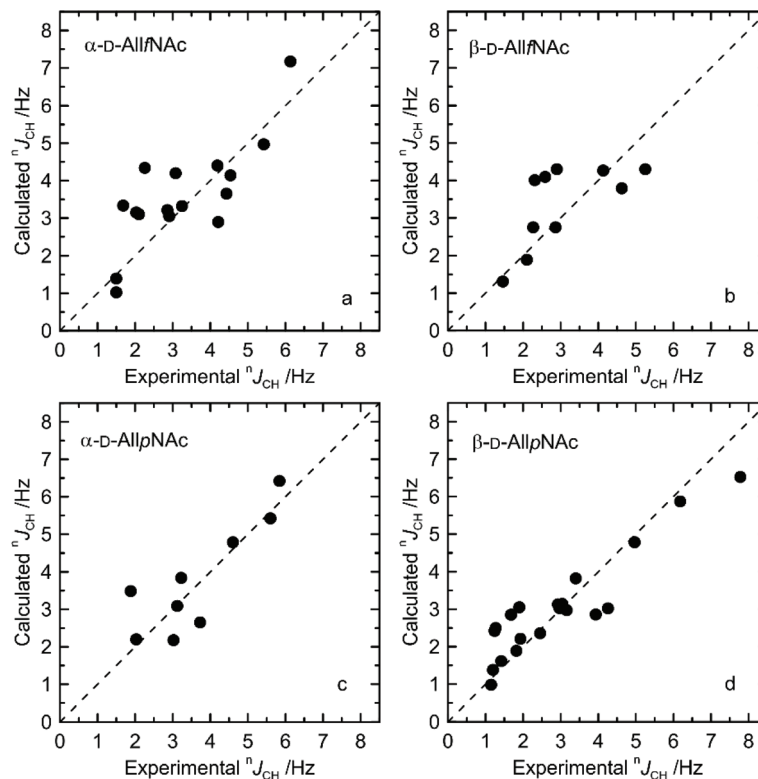 α-D-AllfNAc
Calculated ⁿJCH /Hz
8
7
6
5
4
3
2
1
0
a
0 1 2 3 4 5 6 7 8
Experimental ⁿJCH /Hz
β-D-AllfNAc
Calculated ⁿJCH /Hz
8
7
6
5
4
3
2
1
0
b
0 1 2 3 4 5 6 7 8
Experimental ⁿJCH /Hz
α-D-AllpNAc
Calculated ⁿJCH /Hz
8
7
6
5
4
3
2
1
0
c
0 1 2 3 4 5 6 7 8
Experimental ⁿJCH /Hz
β-D-AllpNAc
Calculated ⁿJCH /Hz
8
7
6
5
4
3
2
1
0
d
0 1 2 3 4 5 6 7 8
Experimental ⁿJCH /Hz